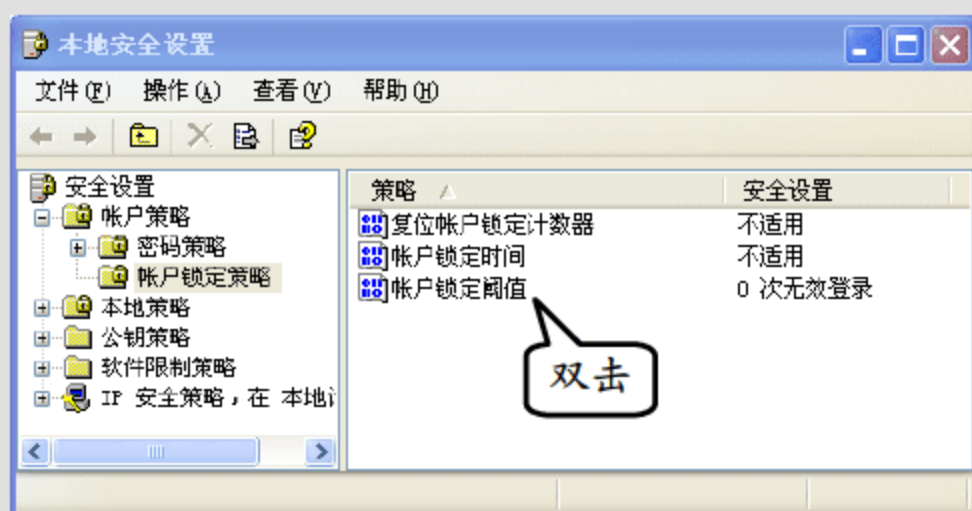 本地安全设置
文件(F) 操作(A) 查看(V) 帮助(H)
安全设置
帐户策略
密码策略
帐户锁定策略
本地策略
公钥策略
软件限制策略
IP 安全策略，在 本地
策略 安全设置
复位帐户锁定计数器 不适用
帐户锁定时间 不适用
帐户锁定阈值 0 次无效登录
双击